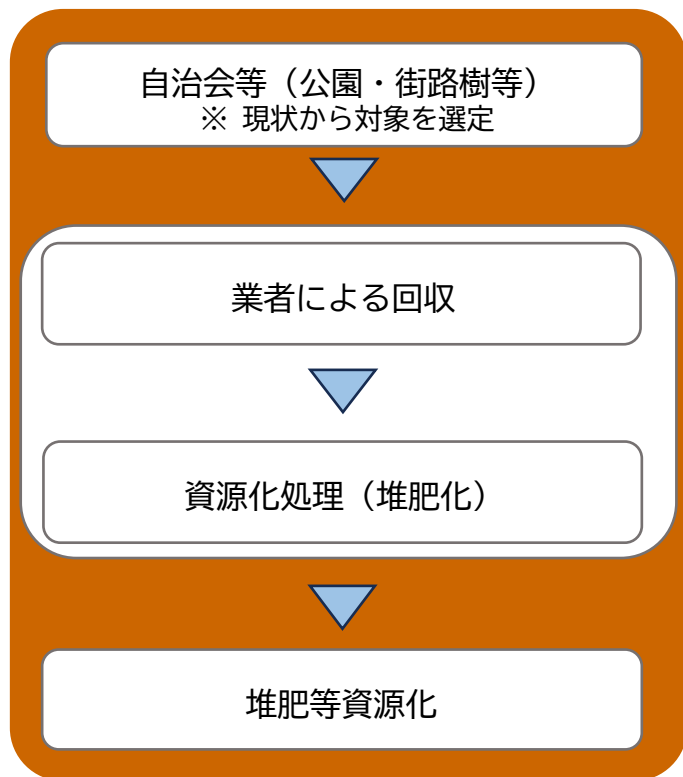 自治会等（公園・街路樹等）
※ 現状から対象を選定
業者による回収
資源化処理（堆肥化）
堆肥等資源化